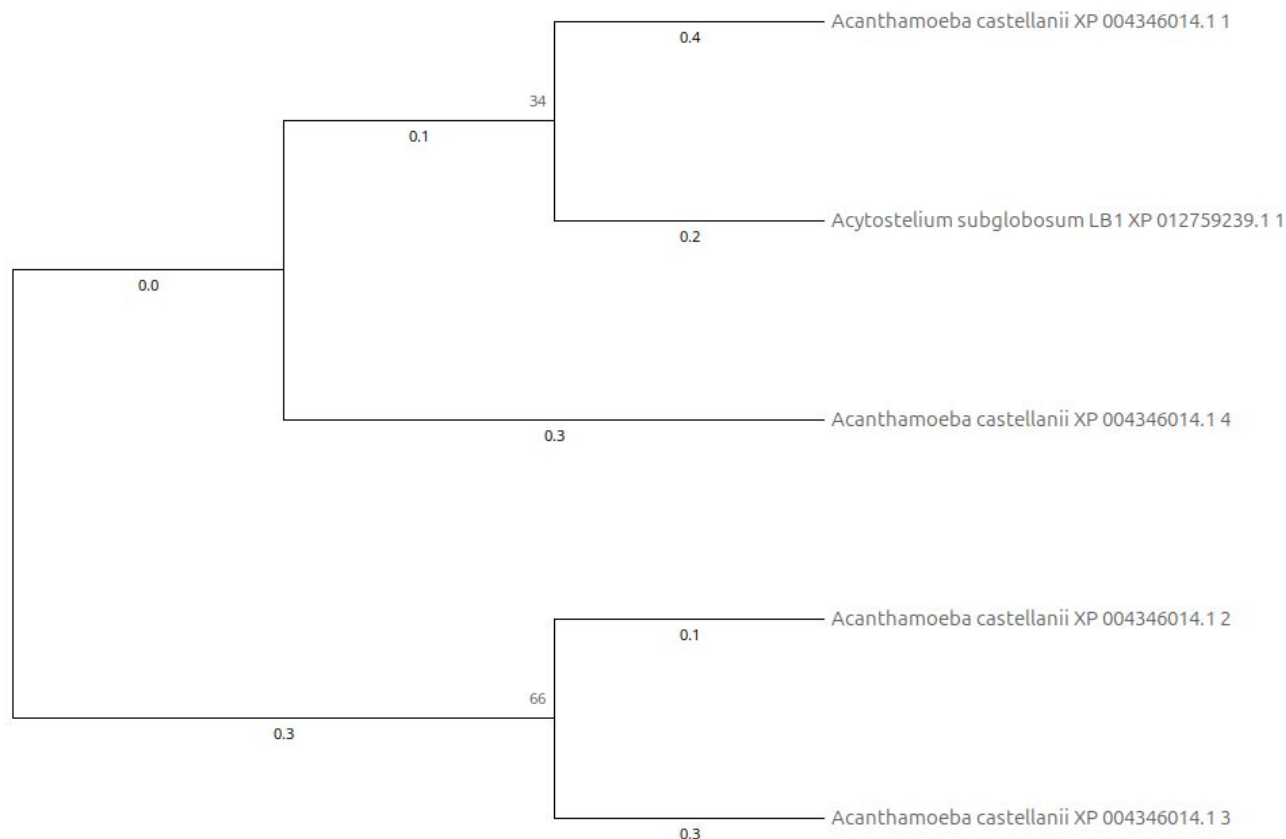 Acanthamoeba castellanii XP 004346014.1 1
0.4
34
0.1
Acytostelium subglobosum LB1 XP 012759239.1 1
0.2
0.0
Acanthamoeba castellanii XP 004346014.1 4
0.3
Acanthamoeba castellanii XP 004346014.1 2
0.1
66
0.3
Acanthamoeba castellanii XP 004346014.1 3
0.3